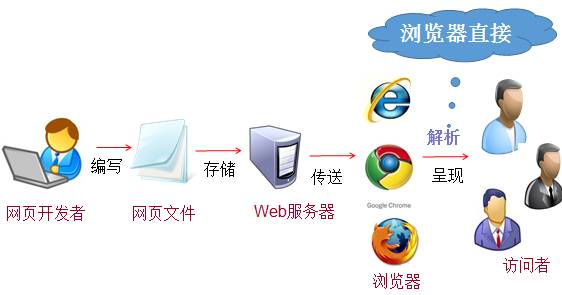 浏览器直接
解析
编写
存储
传送
呈现
网页开发者
网页文件
Web服务器
Google Chrome
浏览器
访问者